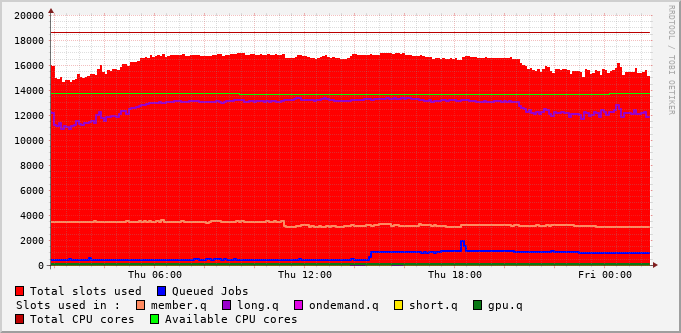 20000
18000
16000
14000
12000
10000
8000
6000
4000
2000
0
Thu 06:00 Thu 12:00 Thu 18:00 Fri 00:00
RRDTOOL / TOBI OETIKER
Total slots used Queued Jobs
Slots used in : member.q long.q ondemand.q short.q gpu.q
Total CPU cores Available CPU cores